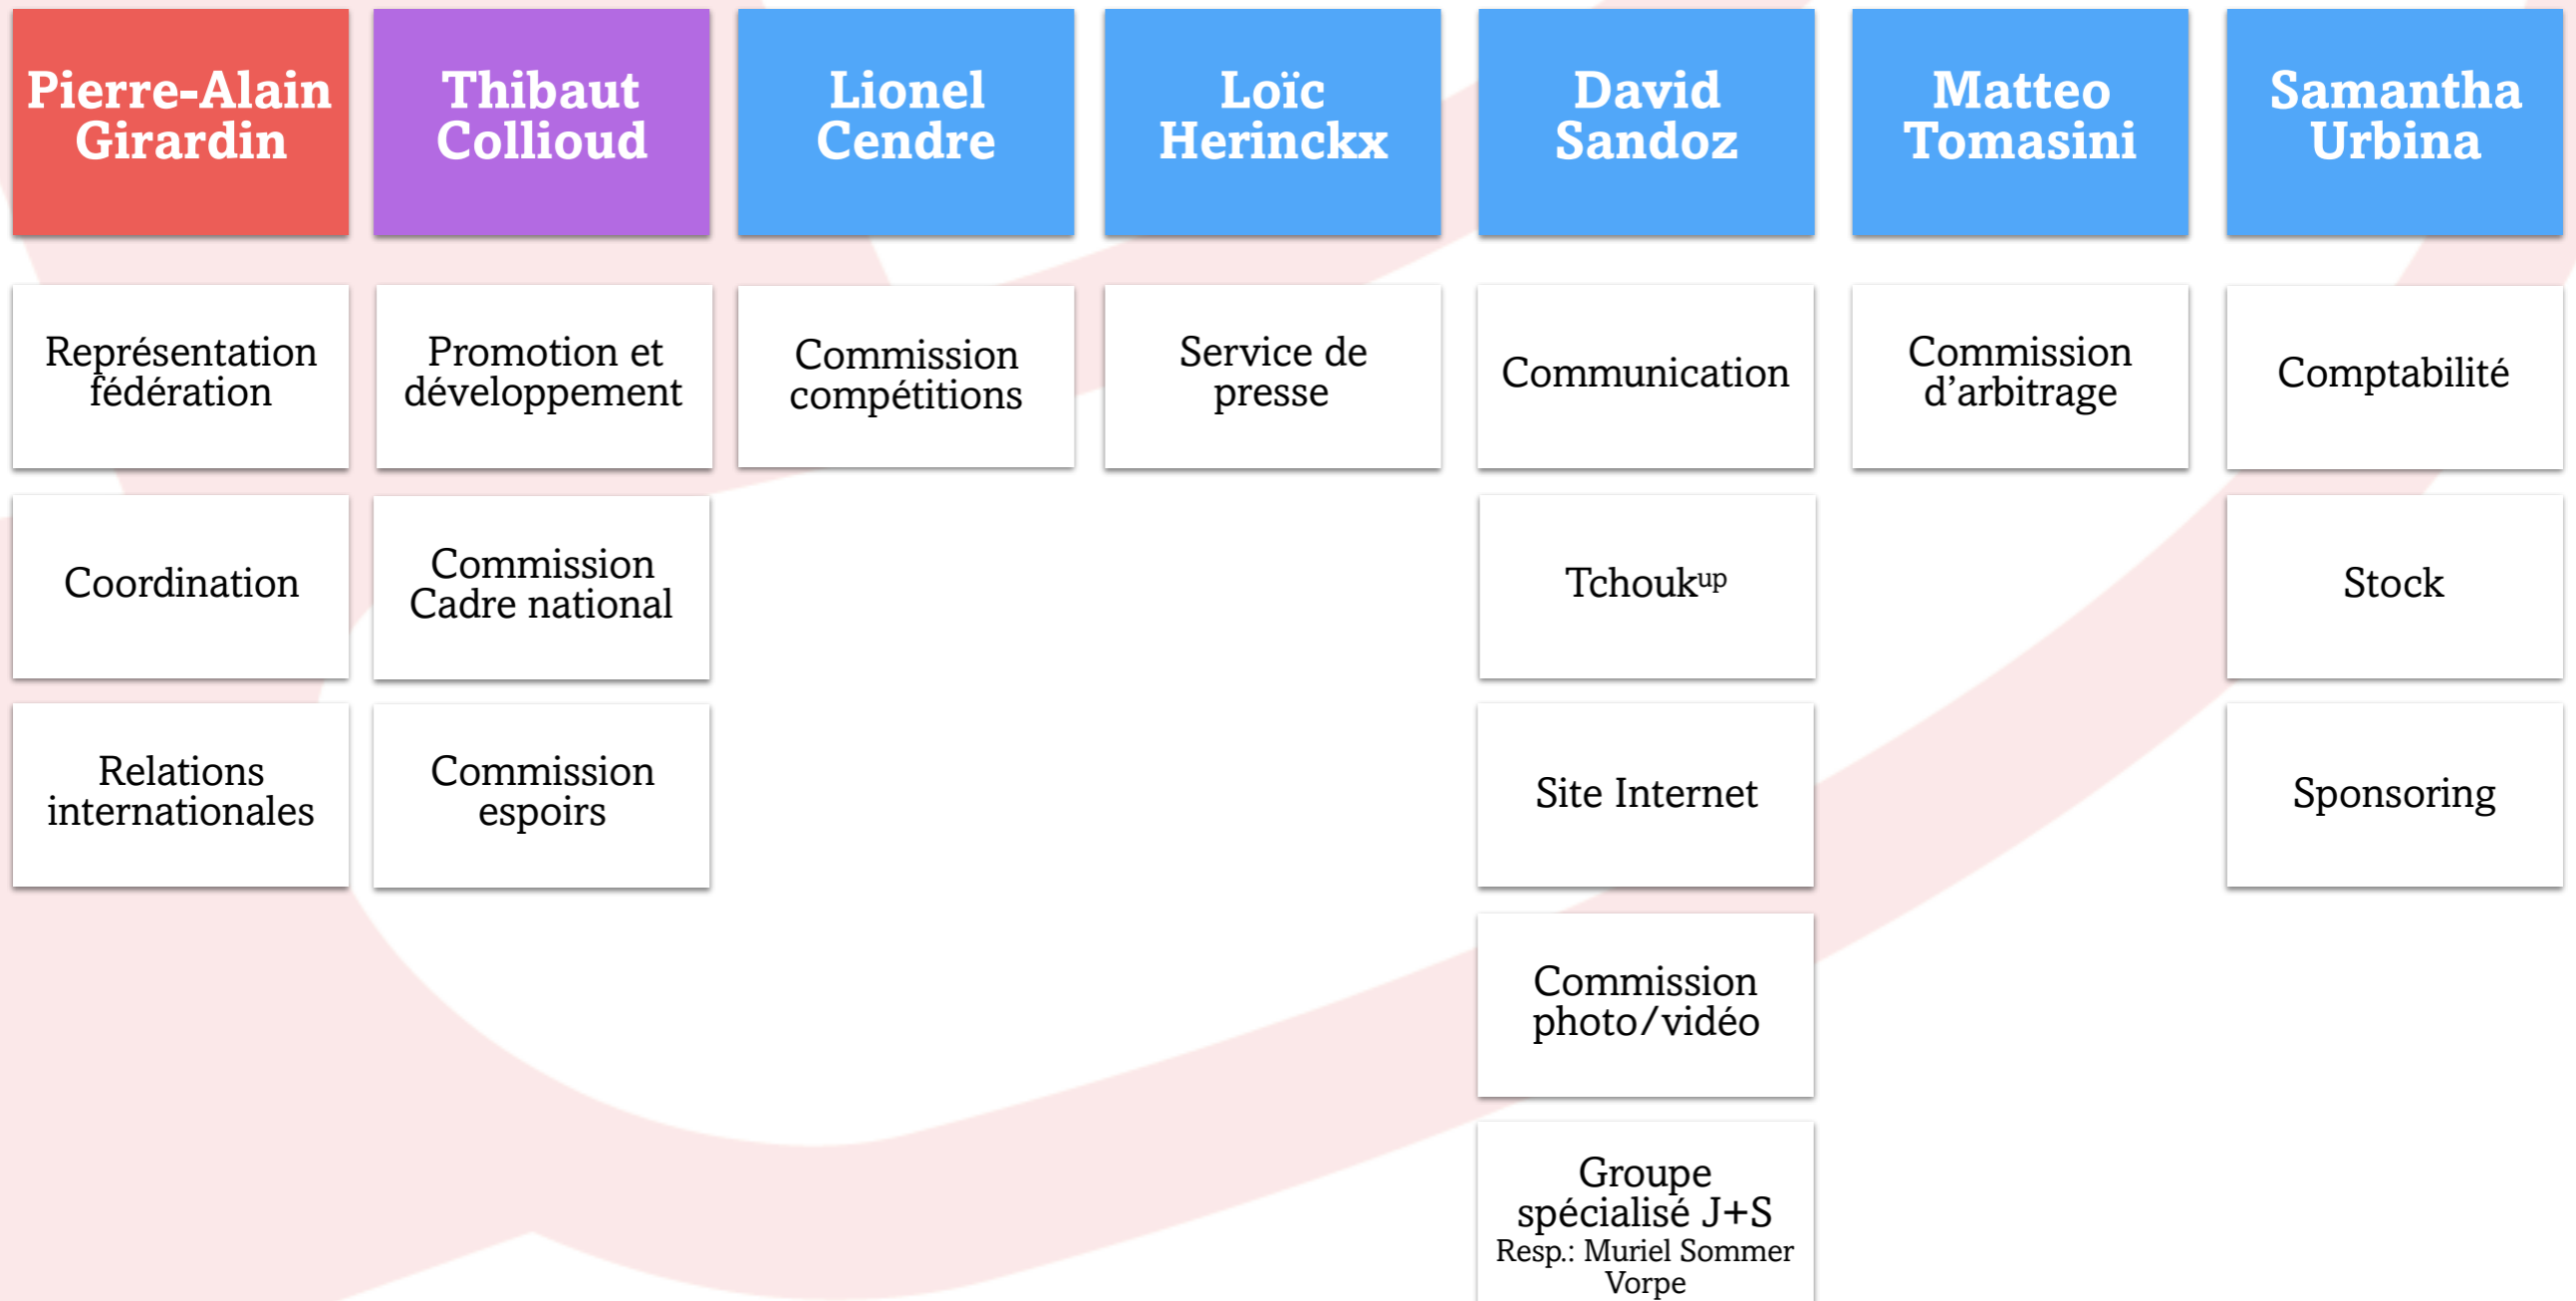 Pierre-Alain
Girardin
Thibaut
Collioud
Lionel
Cendre
Loïc
Herinckx
David
Sandoz
Matteo
Tomasini
Samantha
Urbina
Représentation
fédération
Promotion et
développement
Commission
compétitions
Service de
presse
Communication
Commission
d’arbitrage
Comptabilité
Coordination
Commission
Cadre national
Tchoukup
Stock
Relations
internationales
Commission
espoirs
Site Internet
Sponsoring
Commission
photo/vidéo
Groupe
spécialisé J+S
Resp.: Muriel Sommer
Vorpe